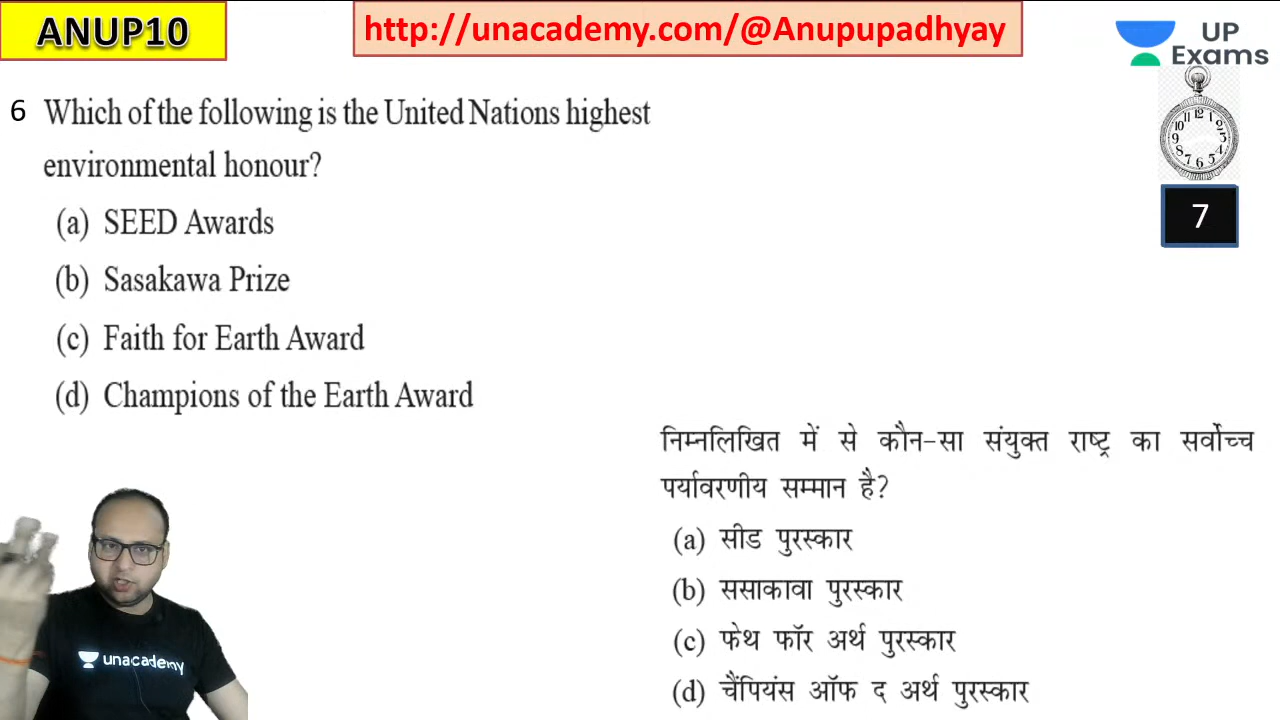 ANUP10
http://unacademy.com/@Anupupadhyay
UP
Exams
7
6 Which of the following is the United Nations highest
environmental honour?
(a) SEED Awards
(b) Sasakawa Prize
(c) Faith for Earth Award
(d) Champions of the Earth Award
निम्नलिखित में से कौन-सा संयुक्त राष्ट्र का सर्वोच्च
पर्यावरणीय सम्मान है?
(a) सीड पुरस्कार
(b) ससाकावा पुरस्कार
(c) फेथ फॉर अर्थ पुरस्कार
(d) चैंपियंस ऑफ द अर्थ पुरस्कार
unacademy